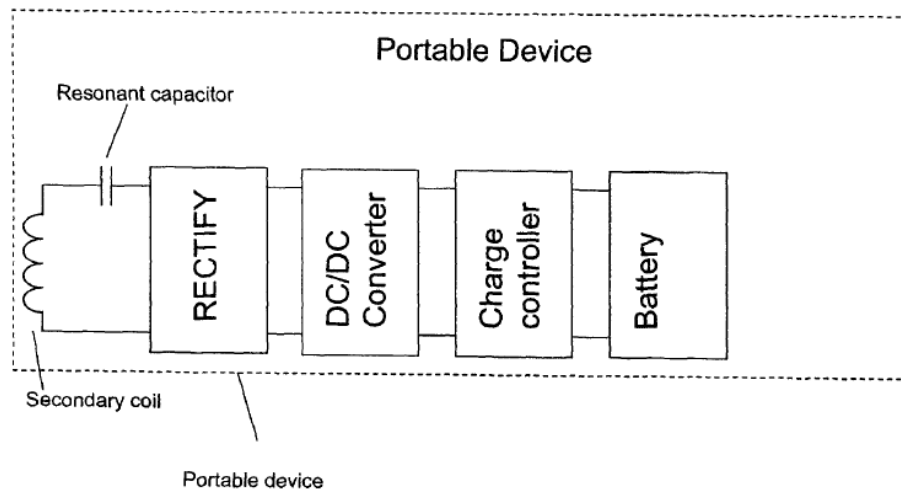 Portable Device
Resonant capacitor
RECTIFY
DC/DC
Converter
Charge
controller
Battery
Secondary coil
Portable device